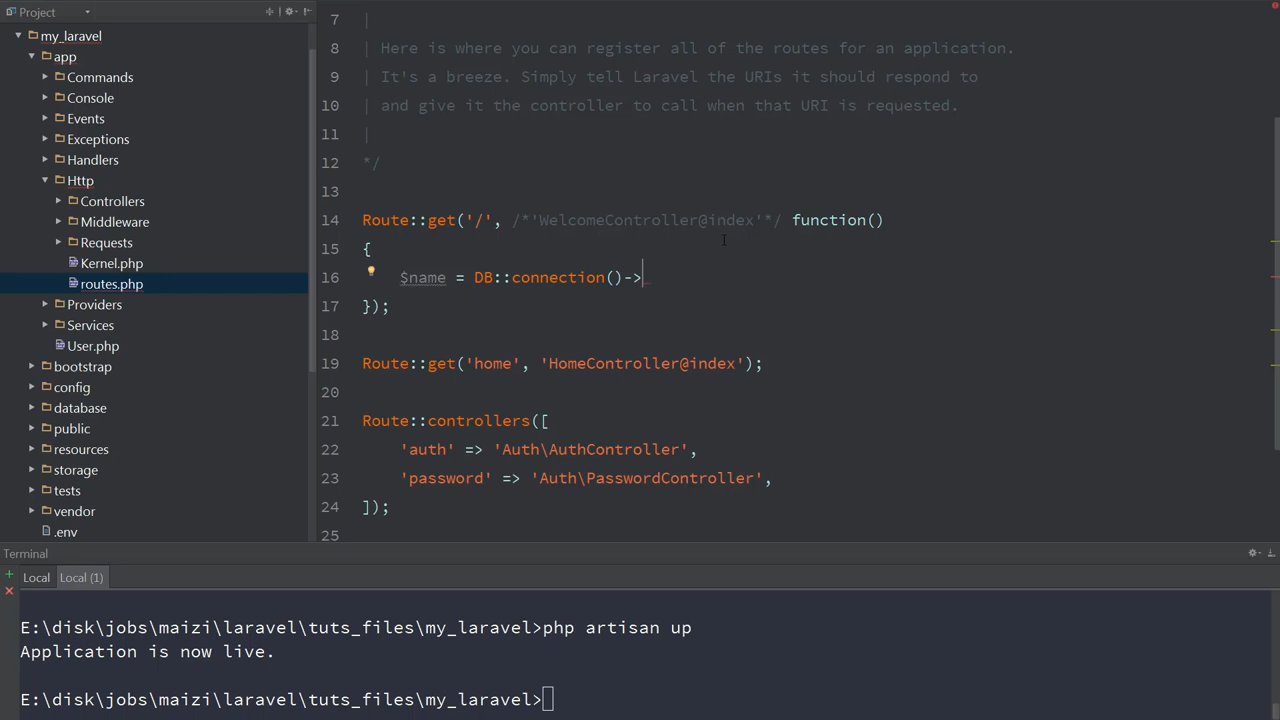 Project
my_laravel
app
Commands
Console
Events
Exceptions
Handlers
Http
Controllers
Middleware
Requests
Kernel.php
routes.php
Providers
Services
User.php
bootstrap
config
database
public
resources
storage
tests
vendor
.env
7 |
8 | Here is where you can register all of the routes for an application.
9 | It's a breeze. Simply tell Laravel the URIs it should respond to
10 | and give it the controller to call when that URI is requested.
11 |
12 */
13
14 Route::get('/', /*'WelcomeController@index'*/ function()
15 {
16 $name = DB::connection()->
17 });
18
19 Route::get('home', 'HomeController@index');
20
21 Route::controllers([
22 'auth' => 'Auth\AuthController',
23 'password' => 'Auth\PasswordController',
24 ]);
25
Terminal
Local Local (1)
E:\disk\jobs\maizi\laravel\tuts_files\my_laravel>php artisan up
Application is now live.
E:\disk\jobs\maizi\laravel\tuts_files\my_laravel>